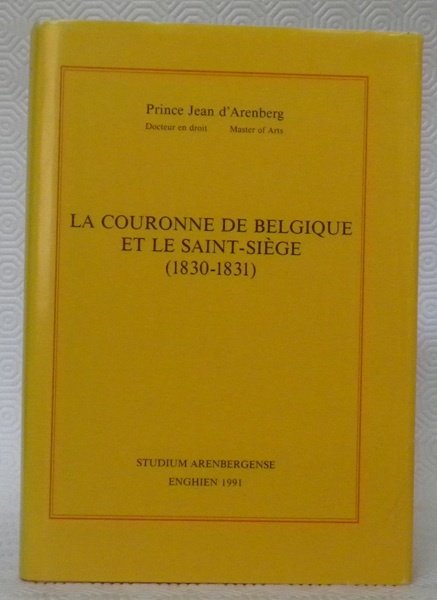 Prince Jean d'Arenberg
Docteur en droit Master of Arts
LA COURONNE DE BELGIQUE
ET LE SAINT-SIÈGE
(1830-1831)
STUDIUM ARENBERGENSE
ENGHIEN 1991